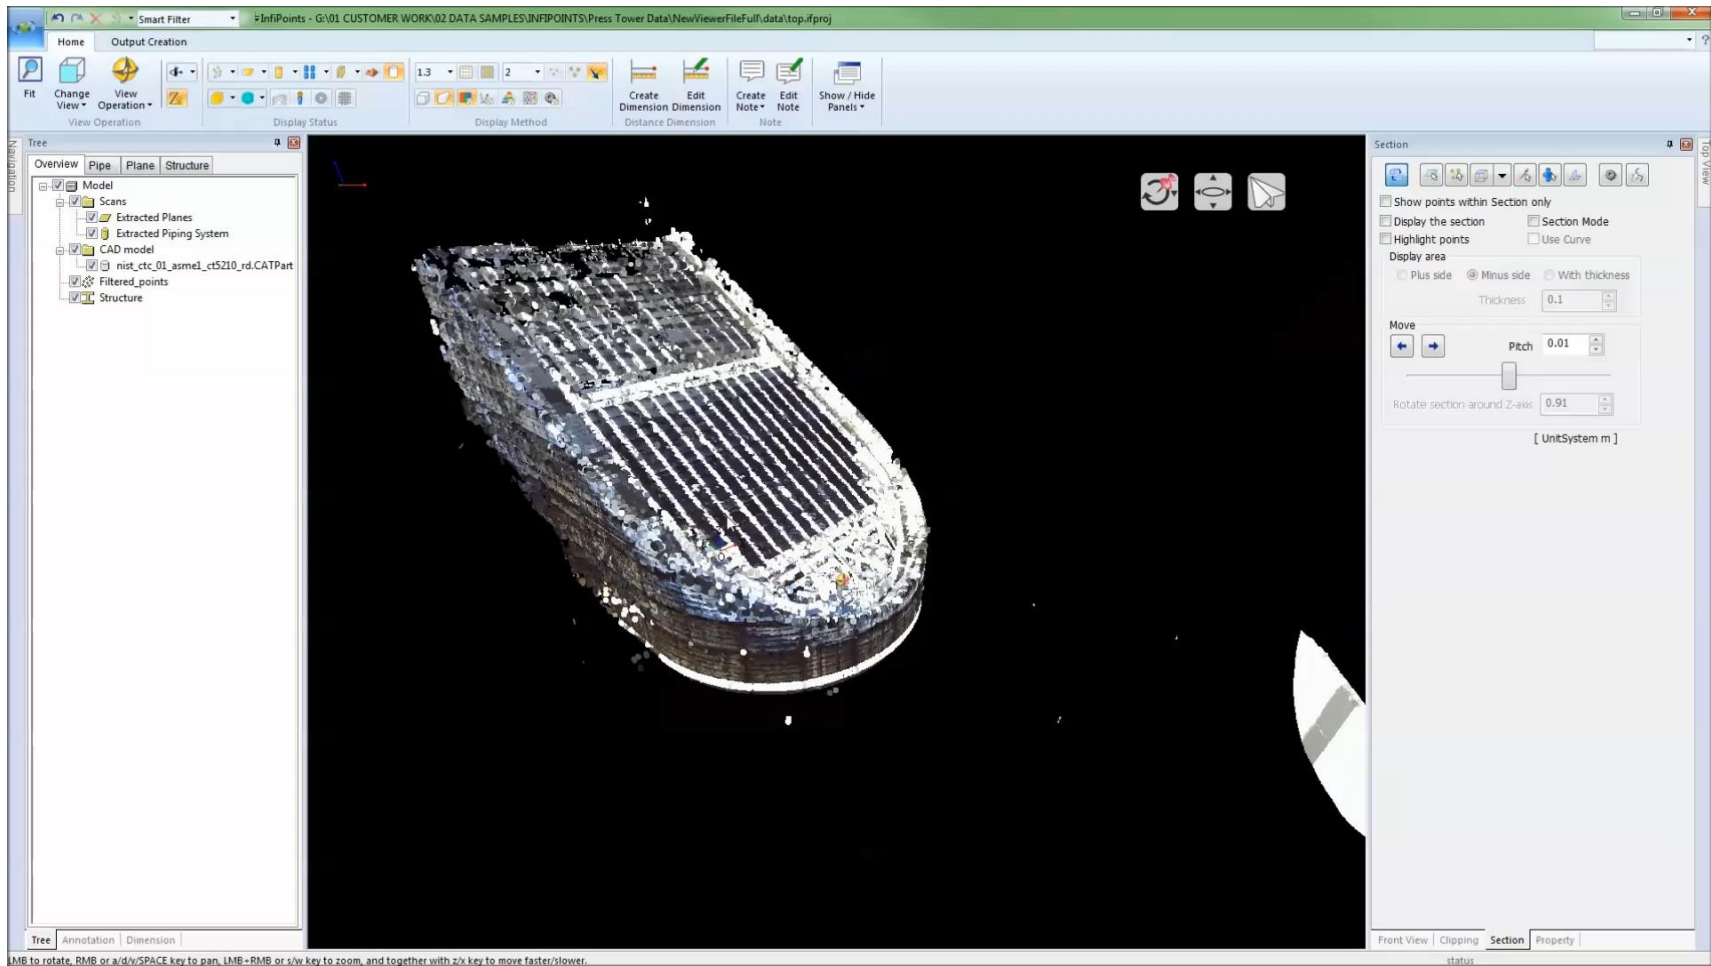 Smart Filter
InfiPoints - G:\01 CUSTOMER WORK\02 DATA SAMPLES\INFIPOINTS\Press Tower Data\NewViewerFileFull\data\top.ifproj
Home
Output Creation
Fit
Change View
View Operation
View Operation
Display Status
1.3
2
Display Method
Create Dimension
Edit Dimension
Distance Dimension
Create Note
Edit Note
Note
Show / Hide Panels
Navigation
Tree
Overview
Pipe
Plane
Structure
Model
Scans
Extracted Planes
Extracted Piping System
CAD model
nist_ctc_01_asme1_ct5210_rd.CATPart
Filtered_points
Structure
Tree
Annotation
Dimension
Section
Top View
Show points within Section only
Display the section
Section Mode
Highlight points
Use Curve
Display area
Plus side
Minus side
With thickness
Thickness
0.1
Move
Pitch
0.01
Rotate section around Z-axis
0.91
[ UnitSystem m ]
Front View
Clipping
Section
Property
LMB to rotate, RMB or a/d/v/SPACE key to pan, LMB+RMB or s/w key to zoom, and together with z/x key to move faster/slower.
status